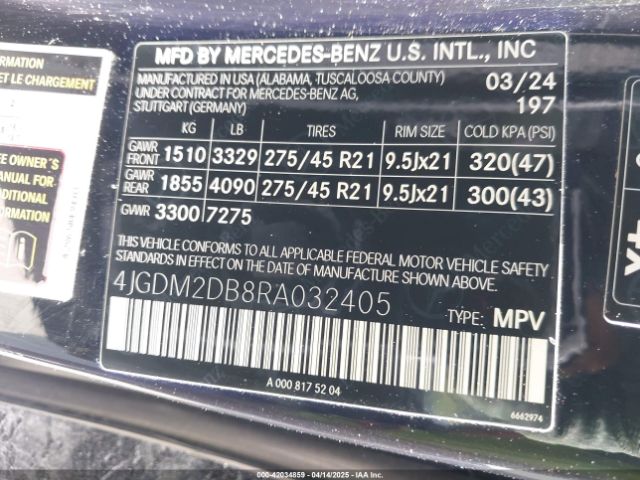 MFD BY MERCEDES-BENZ U.S. INTL., INC
MANUFACTURED IN USA (ALABAMA, TUSCALOOSA COUNTY) 03/24
UNDER CONTRACT FOR MERCEDES-BENZ AG, 197
STUTTGART (GERMANY)
KG LB TIRES RIM SIZE COLD KPA (PSI)
GAWR FRONT 1510 3329 275/45 R21 9.5Jx21 320(47)
GAWR REAR 1855 4090 275/45 R21 9.5Jx21 300(43)
GVWR 3300 7275
THIS VEHICLE CONFORMS TO ALL APPLICABLE FEDERAL MOTOR VEHICLE SAFETY
STANDARDS IN EFFECT ON THE DATE OF MANUFACTURE SHOWN ABOVE.
4JGDM2DB8RA032405
TYPE: MPV
A 000 817 52 04
6662974
ORMATION
ET LE CHARGEMENT
EE OWNER'S
MANUAL FOR
ADDITIONAL
FORMATION
000-42034859 - 04/14/2025 - IAAI.COM